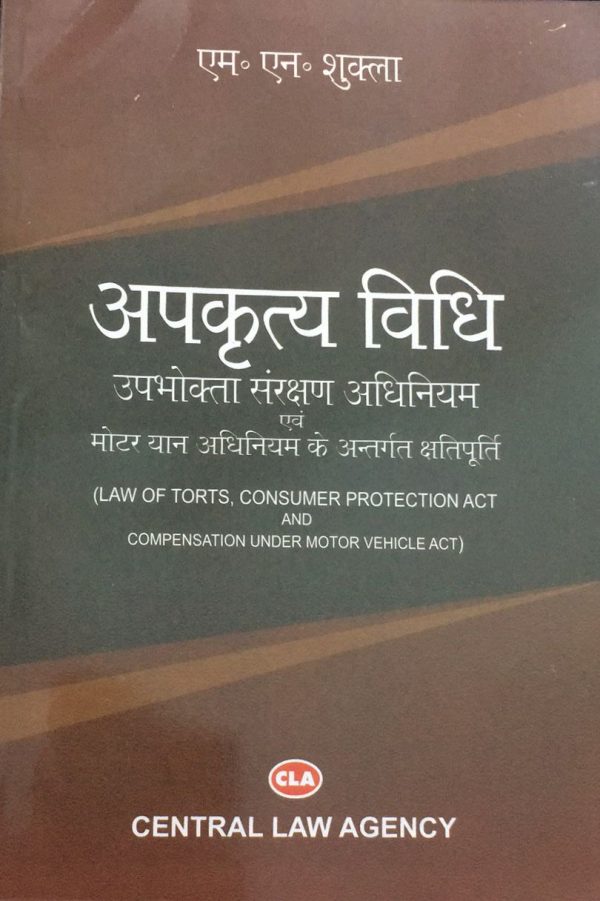 एम॰ एन॰ शुक्ला
अपकृत्य विधि
उपभोक्ता संरक्षण अधिनियम
एवं
मोटर यान अधिनियम के अन्तर्गत क्षतिपूर्ति
(LAW OF TORTS, CONSUMER PROTECTION ACT
AND
COMPENSATION UNDER MOTOR VEHICLE ACT)
CLA
CENTRAL LAW AGENCY